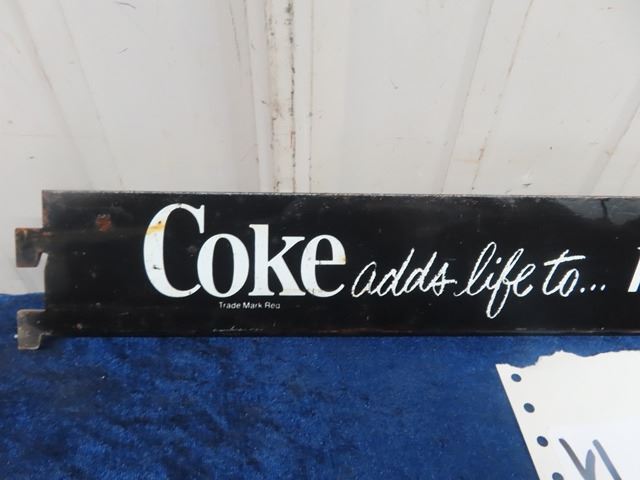 Coke adds life to...
Trade Mark Reg